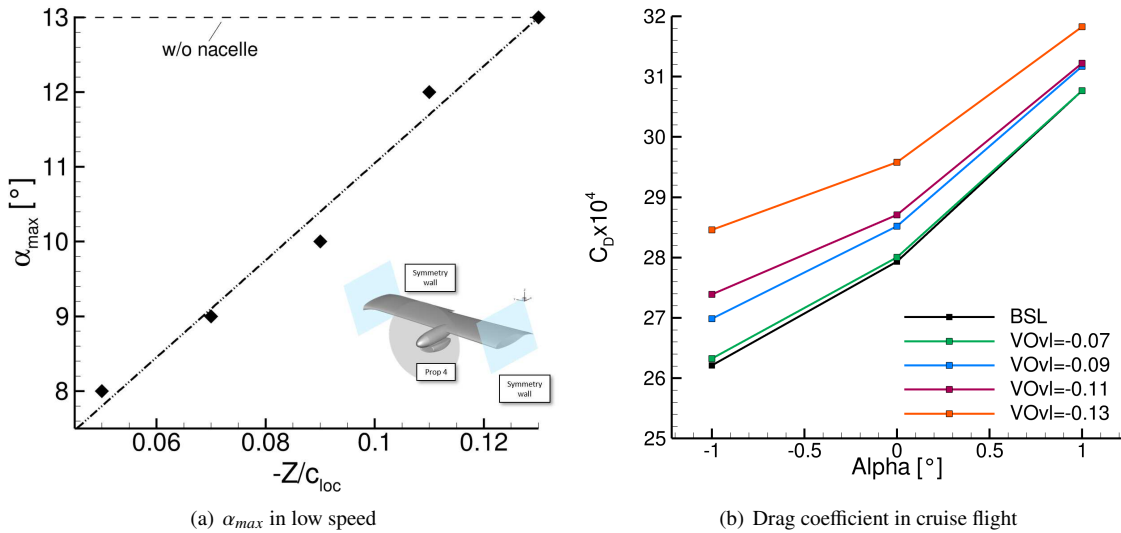 13
12
11
10
9
8
α_max [°]
w/o nacelle
Symmetry
wall
Prop 4
Symmetry
wall
0.06
0.08
0.1
0.12
-Z/c_loc
(a) α_max in low speed
32
31
30
29
28
27
26
25
C_D x10^4
BSL
VOvl=-0.07
VOvl=-0.09
VOvl=-0.11
VOvl=-0.13
-1
-0.5
0
0.5
1
Alpha [°]
(b) Drag coefficient in cruise flight